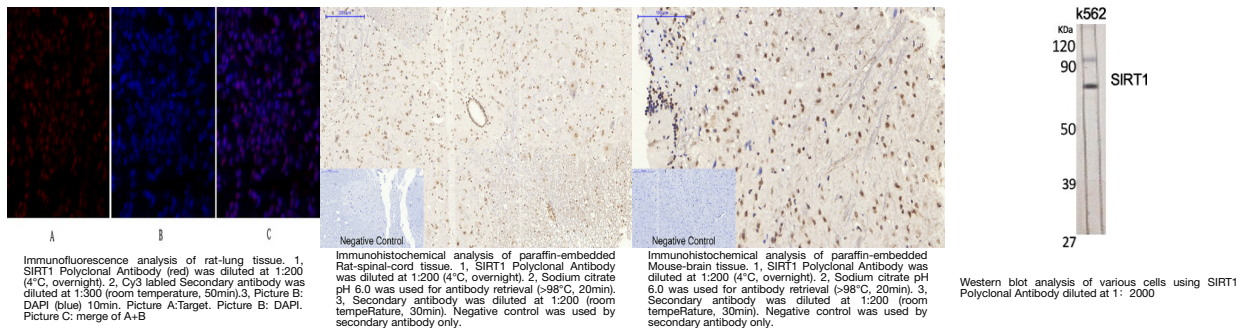 A
B
C
Immunofluorescence analysis of rat-lung tissue. 1,
SIRT1 Polyclonal Antibody (red) was diluted at 1:200
(4°C, overnight). 2, Cy3 labled Secondary antibody was
diluted at 1:300 (room temperature, 50min).3, Picture B:
DAPI (blue) 10min. Picture A:Target. Picture B: DAPI.
Picture C: merge of A+B
Negative Control
Immunohistochemical analysis of paraffin-embedded
Rat-spinal-cord tissue. 1, SIRT1 Polyclonal Antibody
was diluted at 1:200 (4°C, overnight). 2, Sodium citrate
pH 6.0 was used for antibody retrieval (>98°C, 20min).
3, Secondary antibody was diluted at 1:200 (room
tempeRature, 30min). Negative control was used by
secondary antibody only.
Negative Control
Immunohistochemical analysis of paraffin-embedded
Mouse-brain tissue. 1, SIRT1 Polyclonal Antibody was
diluted at 1:200 (4°C, overnight). 2, Sodium citrate pH
6.0 was used for antibody retrieval (>98°C, 20min). 3,
Secondary antibody was diluted at 1:200 (room
tempeRature, 30min). Negative control was used by
secondary antibody only.
k562
KDa
120
90
SIRT1
50
39
27
Western blot analysis of various cells using SIRT1
Polyclonal Antibody diluted at 1：2000